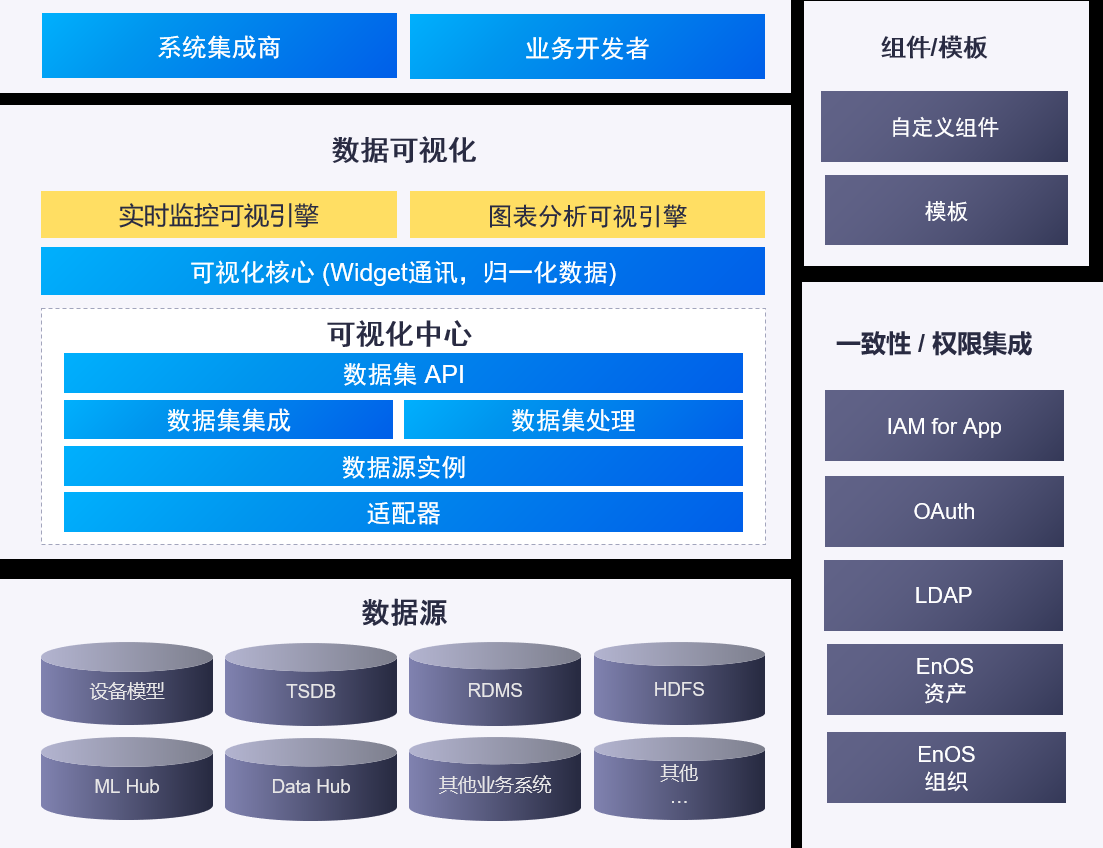 系统集成商
业务开发者
数据可视化
实时监控可视引擎
图表分析可视引擎
可视化核心 (Widget通讯，归一化数据)
可视化中心
数据集 API
数据集集成
数据集处理
数据源实例
适配器
数据源
设备模型
TSDB
RDMS
HDFS
ML Hub
Data Hub
其他业务系统
其他
...
组件/模板
自定义组件
模板
一致性 / 权限集成
IAM for App
OAuth
LDAP
EnOS
资产
EnOS
组织